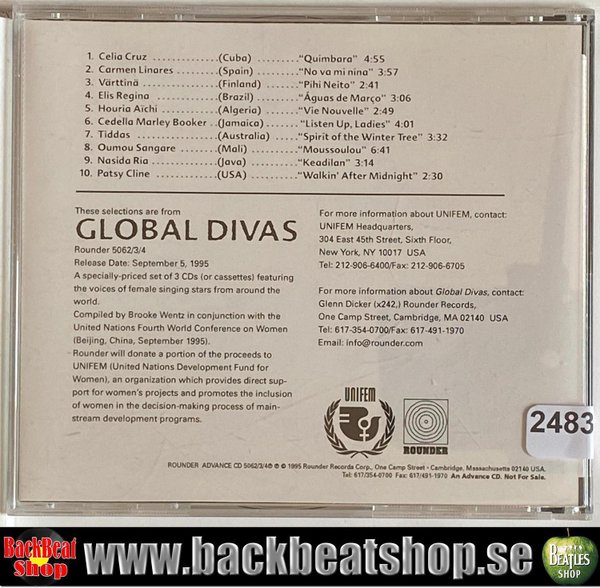 1. Celia Cruz ............(Cuba) .........."Quimbara" 4:55
2. Carmen Linares ............(Spain) .........."No va mi nina" 3:57
3. Värttinä ............(Finland) .........."Pihi Neito" 2:41
4. Elis Regina ............(Brazil) .........."Águas de Março" 3:06
5. Houria Aïchi ............(Algeria) .........."Vie Nouvelle" 2:49
6. Cedella Marley Booker ..(Jamaica) .........."Listen Up, Ladies" 4:01
7. Tiddas ............(Australia) .........."Spirit of the Winter Tree" 3:32
8. Oumou Sangare ............(Mali) .........."Moussoulou" 6:41
9. Nasida Ria ............(Java) .........."Keadilan" 3:14
10. Patsy Cline ............(USA) .........."Walkin' After Midnight" 2:30
These selections are from
GLOBAL DIVAS
Rounder 5062/3/4
Release Date: September 5, 1995
A specially-priced set of 3 CDs (or cassettes) featuring
the voices of female singing stars from around the
world.
Compiled by Brooke Wentz in conjunction with the
United Nations Fourth World Conference on Women
(Beijing, China, September 1995).
Rounder will donate a portion of the proceeds to
UNIFEM (United Nations Development Fund for
Women), an organization which provides direct sup-
port for women's projects and promotes the inclusion
of women in the decision-making process of main-
stream development programs.
For more information about UNIFEM, contact:
UNIFEM Headquarters,
304 East 45th Street, Sixth Floor,
New York, NY 10017 USA
Tel: 212-906-6400/Fax: 212-906-6705
For more information about Global Divas, contact:
Glenn Dicker (x242,) Rounder Records,
One Camp Street, Cambridge, MA 02140 USA
Tel: 617-354-0700/Fax: 617-491-1970
Email: info@rounder.com
UNIFEM
ROUNDER
2483
ROUNDER ADVANCE CD 5062/3/4 ℗ © 1995 Rounder Records Corp., One Camp Street • Cambridge, Massachusetts 02140 USA.
Tel: 617/354-0700 Fax: 617/491-1970 An Advance CD. Not For Sale.
BackBeat
Shop
www.backbeatshop.se
THE
BEATLES
SHOP